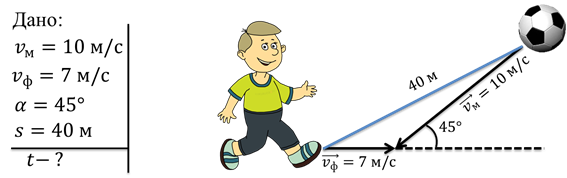 Дано:
𝑣м = 10 м/с
𝑣ф = 7 м/с
𝛼 = 45°
𝑠 = 40 м
𝑡− ?
40 м
𝑣м⃗ = 10 м/с
45°
𝑣ф⃗ = 7 м/с